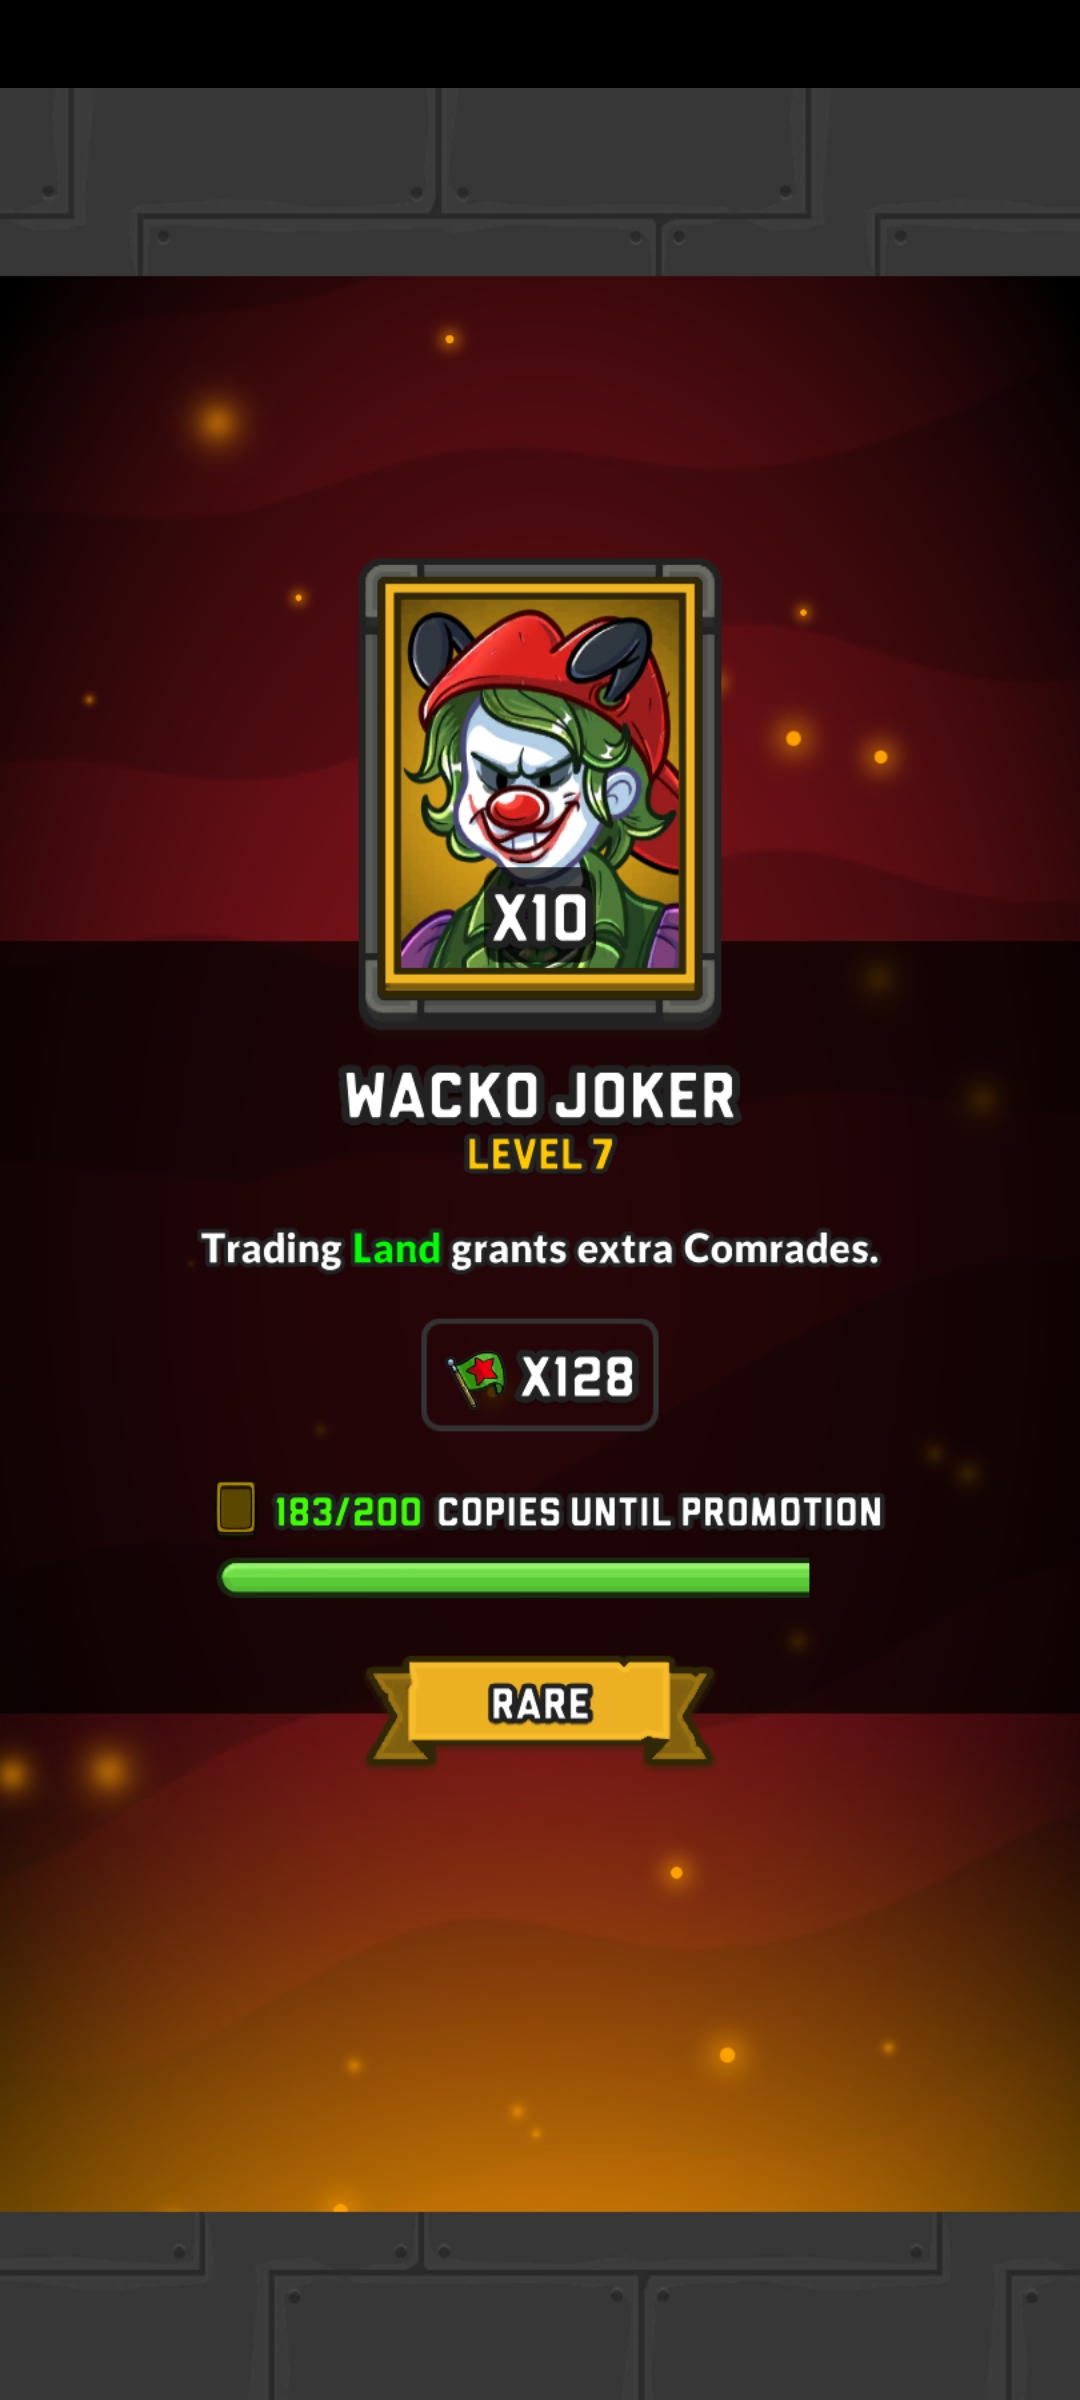 X10
WACKO JOKER
LEVEL 7
Trading Land grants extra Comrades.
X128
183/200 COPIES UNTIL PROMOTION
RARE